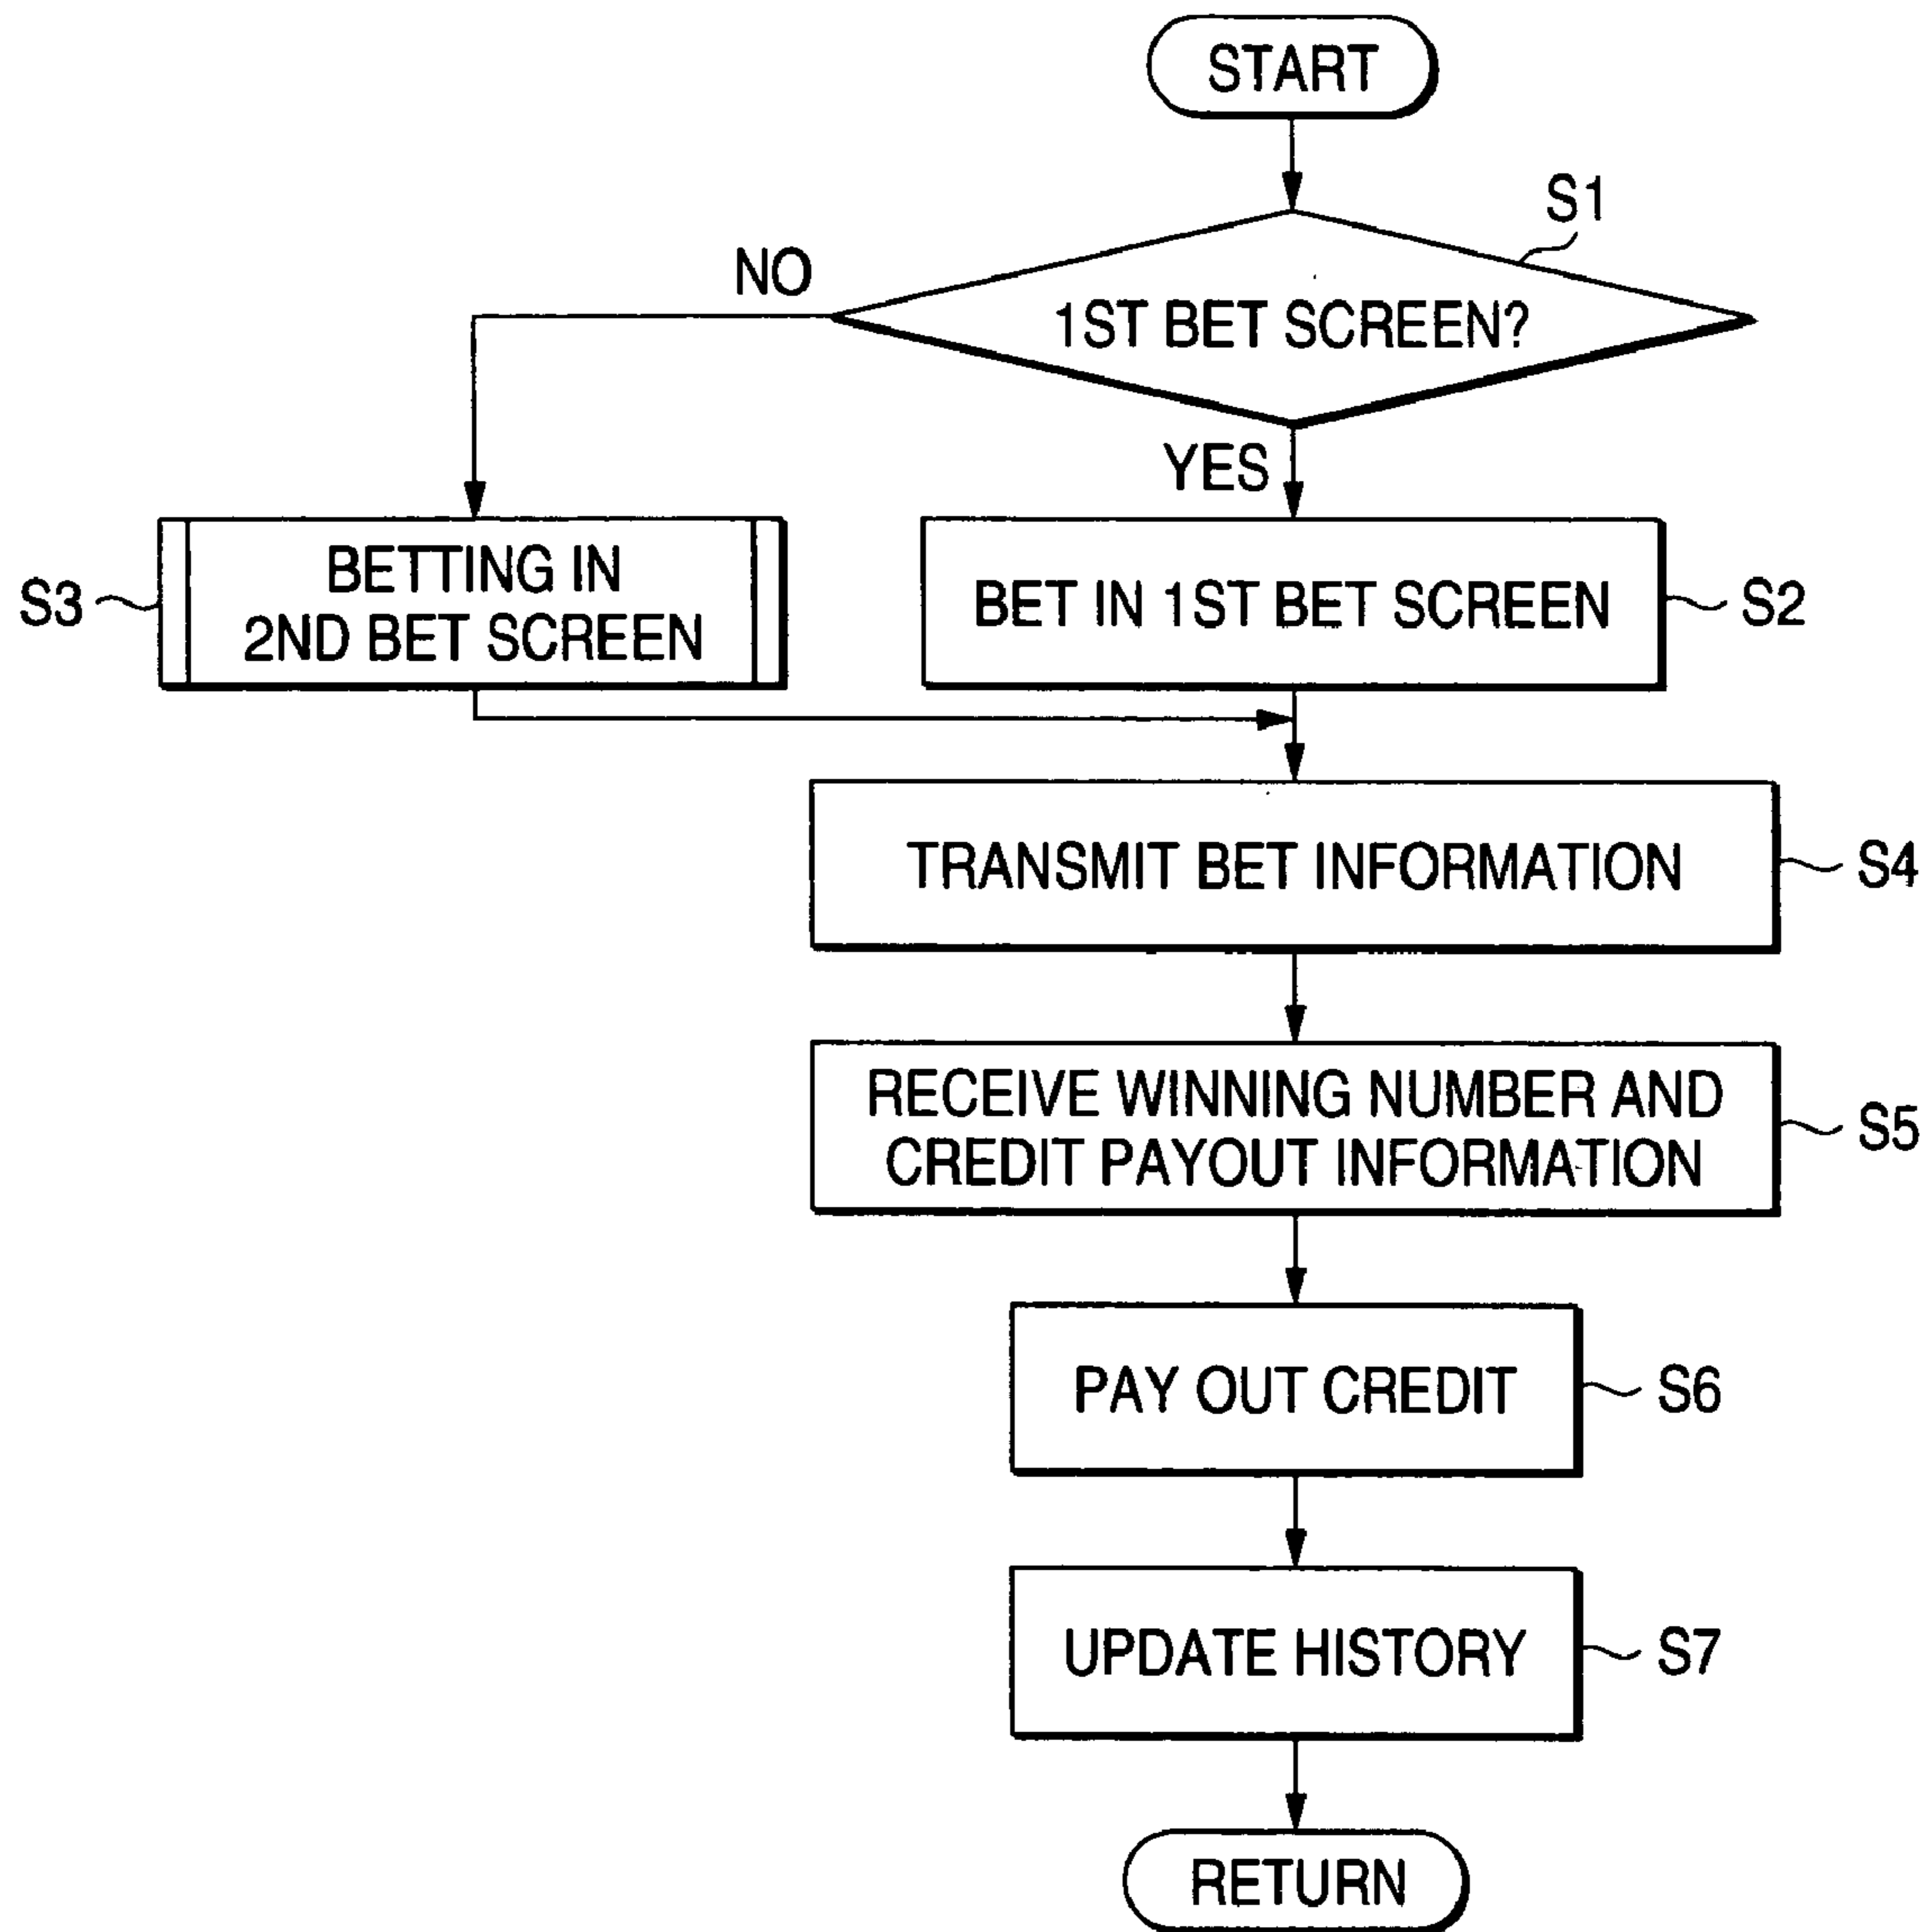 START
S1
NO
1ST BET SCREEN?
YES
S3
BETTING IN
2ND BET SCREEN
BET IN 1ST BET SCREEN
S2
TRANSMIT BET INFORMATION
S4
RECEIVE WINNING NUMBER AND
CREDIT PAYOUT INFORMATION
S5
PAY OUT CREDIT
S6
UPDATE HISTORY
S7
RETURN